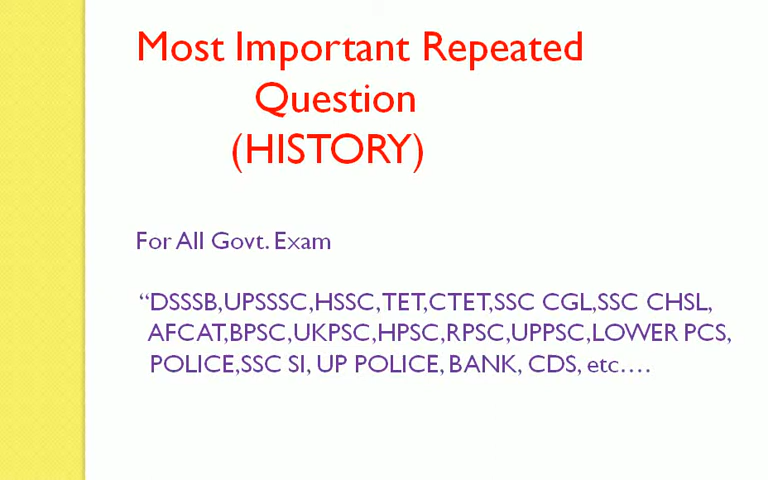 Most Important Repeated
Question
(HISTORY)
For All Govt. Exam
“DSSSB,UPSSSC,HSSC,TET,CTET,SSC CGL,SSC CHSL,
AFCAT,BPSC,UKPSC,HPSC,RPSC,UPPSC,LOWER PCS,
POLICE,SSC SI, UP POLICE, BANK, CDS, etc….